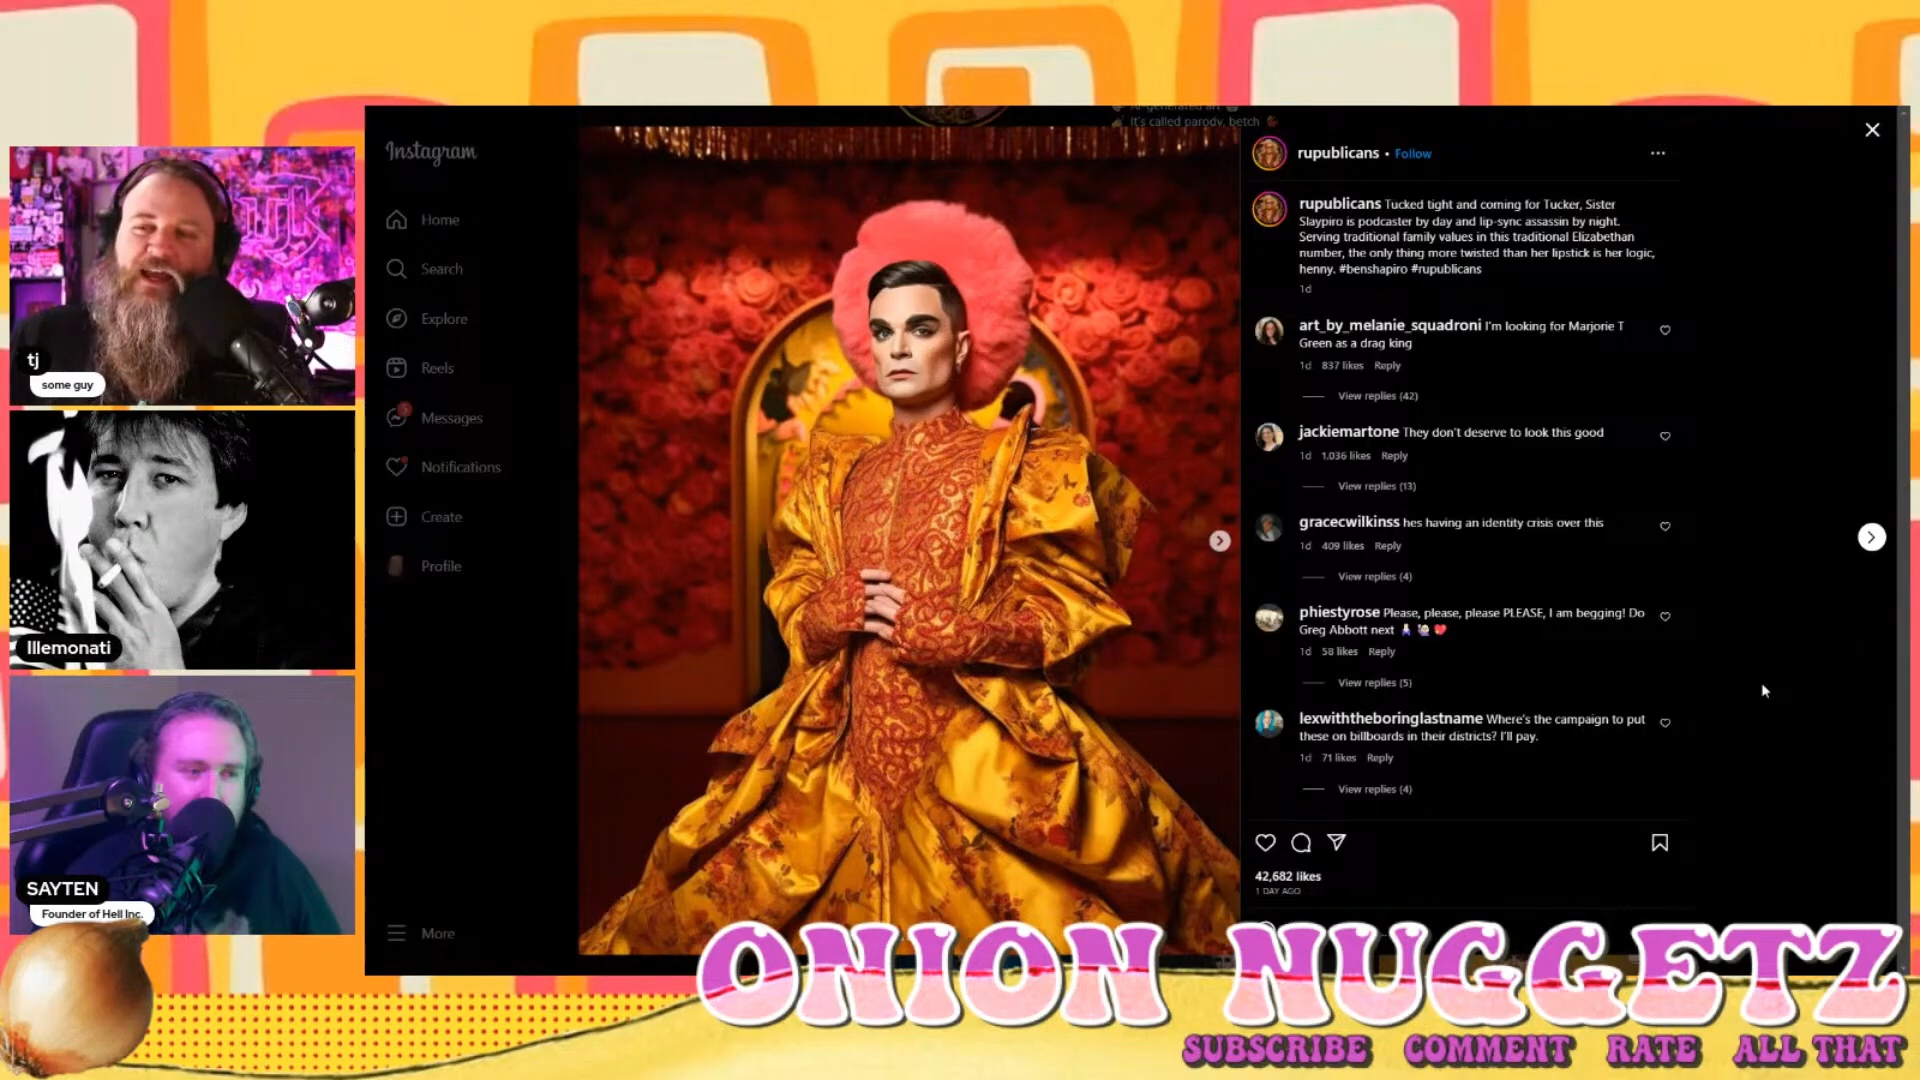 AI-generated art
It's called parody, betch
Instagram
Home
Search
Explore
Reels
Messages
Notifications
Create
Profile
More
tj
some guy
Illemonati
SAYTEN
Founder of Hell Inc.
rupublicans • Follow
rupublicans Tucked tight and coming for Tucker, Sister
Slaypiro is podcaster by day and lip-sync assassin by night.
Serving traditional family values in this traditional Elizabethan
number, the only thing more twisted than her lipstick is her logic,
henny. #benshapiro #rupublicans
1d
art_by_melanie_squadroni I'm looking for Marjorie T
Green as a drag king
1d 837 likes Reply
View replies (42)
jackiemartone They don't deserve to look this good
1d 1,036 likes Reply
View replies (13)
gracecwilkinss hes having an identity crisis over this
1d 409 likes Reply
View replies (4)
phiestyrose Please, please, please PLEASE, I am begging! Do
Greg Abbott next
1d 58 likes Reply
View replies (5)
lexwiththeboringlastname Where's the campaign to put
these on billboards in their districts? I'll pay.
1d 71 likes Reply
View replies (4)
42,682 likes
1 DAY AGO
ONION NUGGETZ
SUBSCRIBE COMMENT RATE ALL THAT